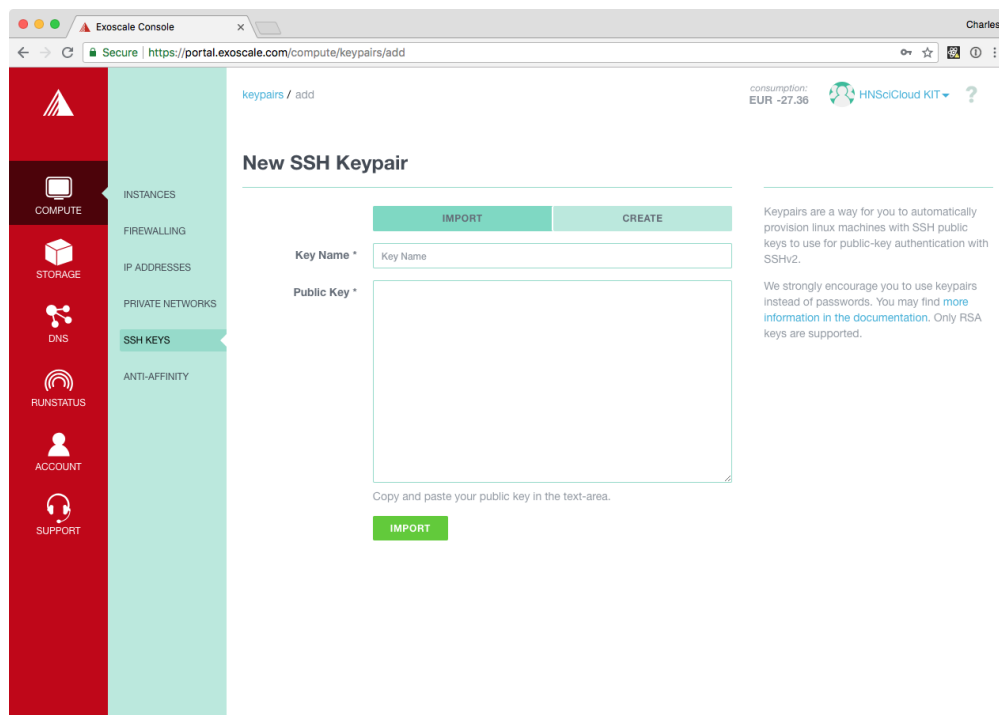 Exoscale Console
Charles
Secure | https://portal.exoscale.com/compute/keypairs/add
keypairs / add
consumption:
EUR -27.36
HNSciCloud KIT
?
New SSH Keypair
COMPUTE
STORAGE
DNS
RUNSTATUS
ACCOUNT
SUPPORT
INSTANCES
FIREWALLING
IP ADDRESSES
PRIVATE NETWORKS
SSH KEYS
ANTI-AFFINITY
IMPORT
CREATE
Key Name *
Key Name
Public Key *
Copy and paste your public key in the text-area.
IMPORT
Keypairs are a way for you to automatically
provision linux machines with SSH public
keys to use for public-key authentication with
SSHv2.
We strongly encourage you to use keypairs
instead of passwords. You may find more
information in the documentation. Only RSA
keys are supported.